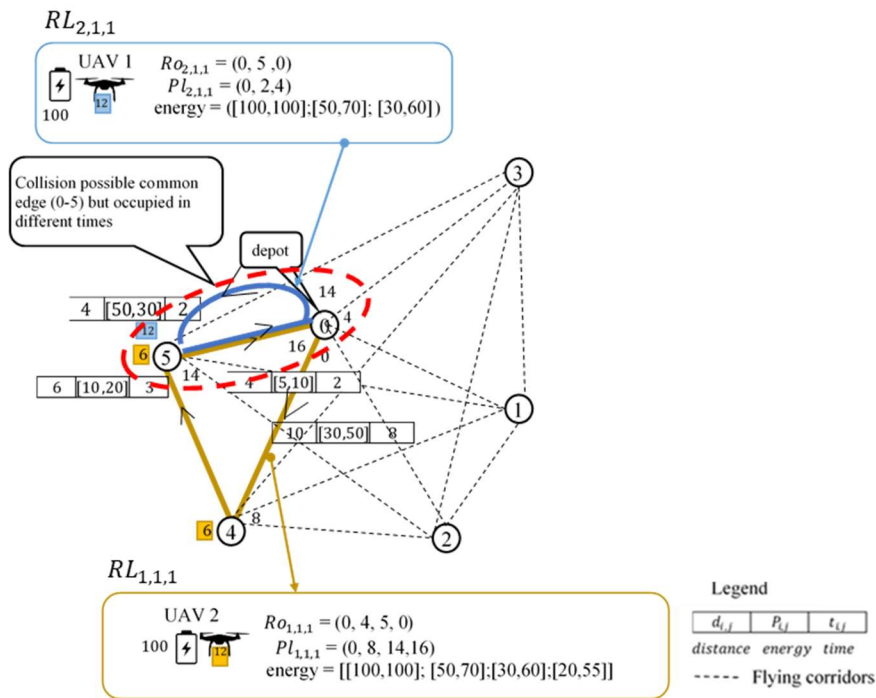 RL2,1,1
UAV 1
100
12
Ro2,1,1 = (0, 5 ,0)
Pl2,1,1 = (0, 2,4)
energy = ([100,100];[50,70]; [30,60])
Collision possible common
edge (0-5) but occupied in
different times
depot
3
14
4 [50,30] 2
12
0
4
6
5
16
0
14
6 [10,20] 3
4 [5,10] 2
1
10 [30,50] 8
6
4
8
2
RL1,1,1
UAV 2
100
12
Ro1,1,1 = (0, 4, 5, 0)
Pl1,1,1 = (0, 8, 14,16)
energy = [[100,100]; [50,70];[30,60];[20,55]]
Legend
di,j Pi,j ti,j
distance energy time
Flying corridors